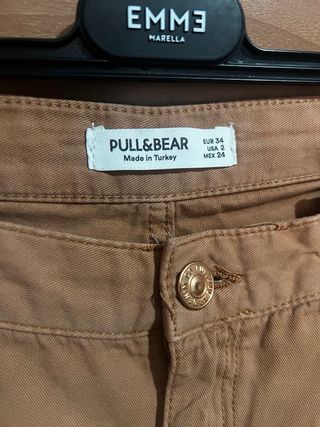 EMME
MARELLA
PULL&BEAR
Made in Turkey
EUR 34
USA 2
MEX 24